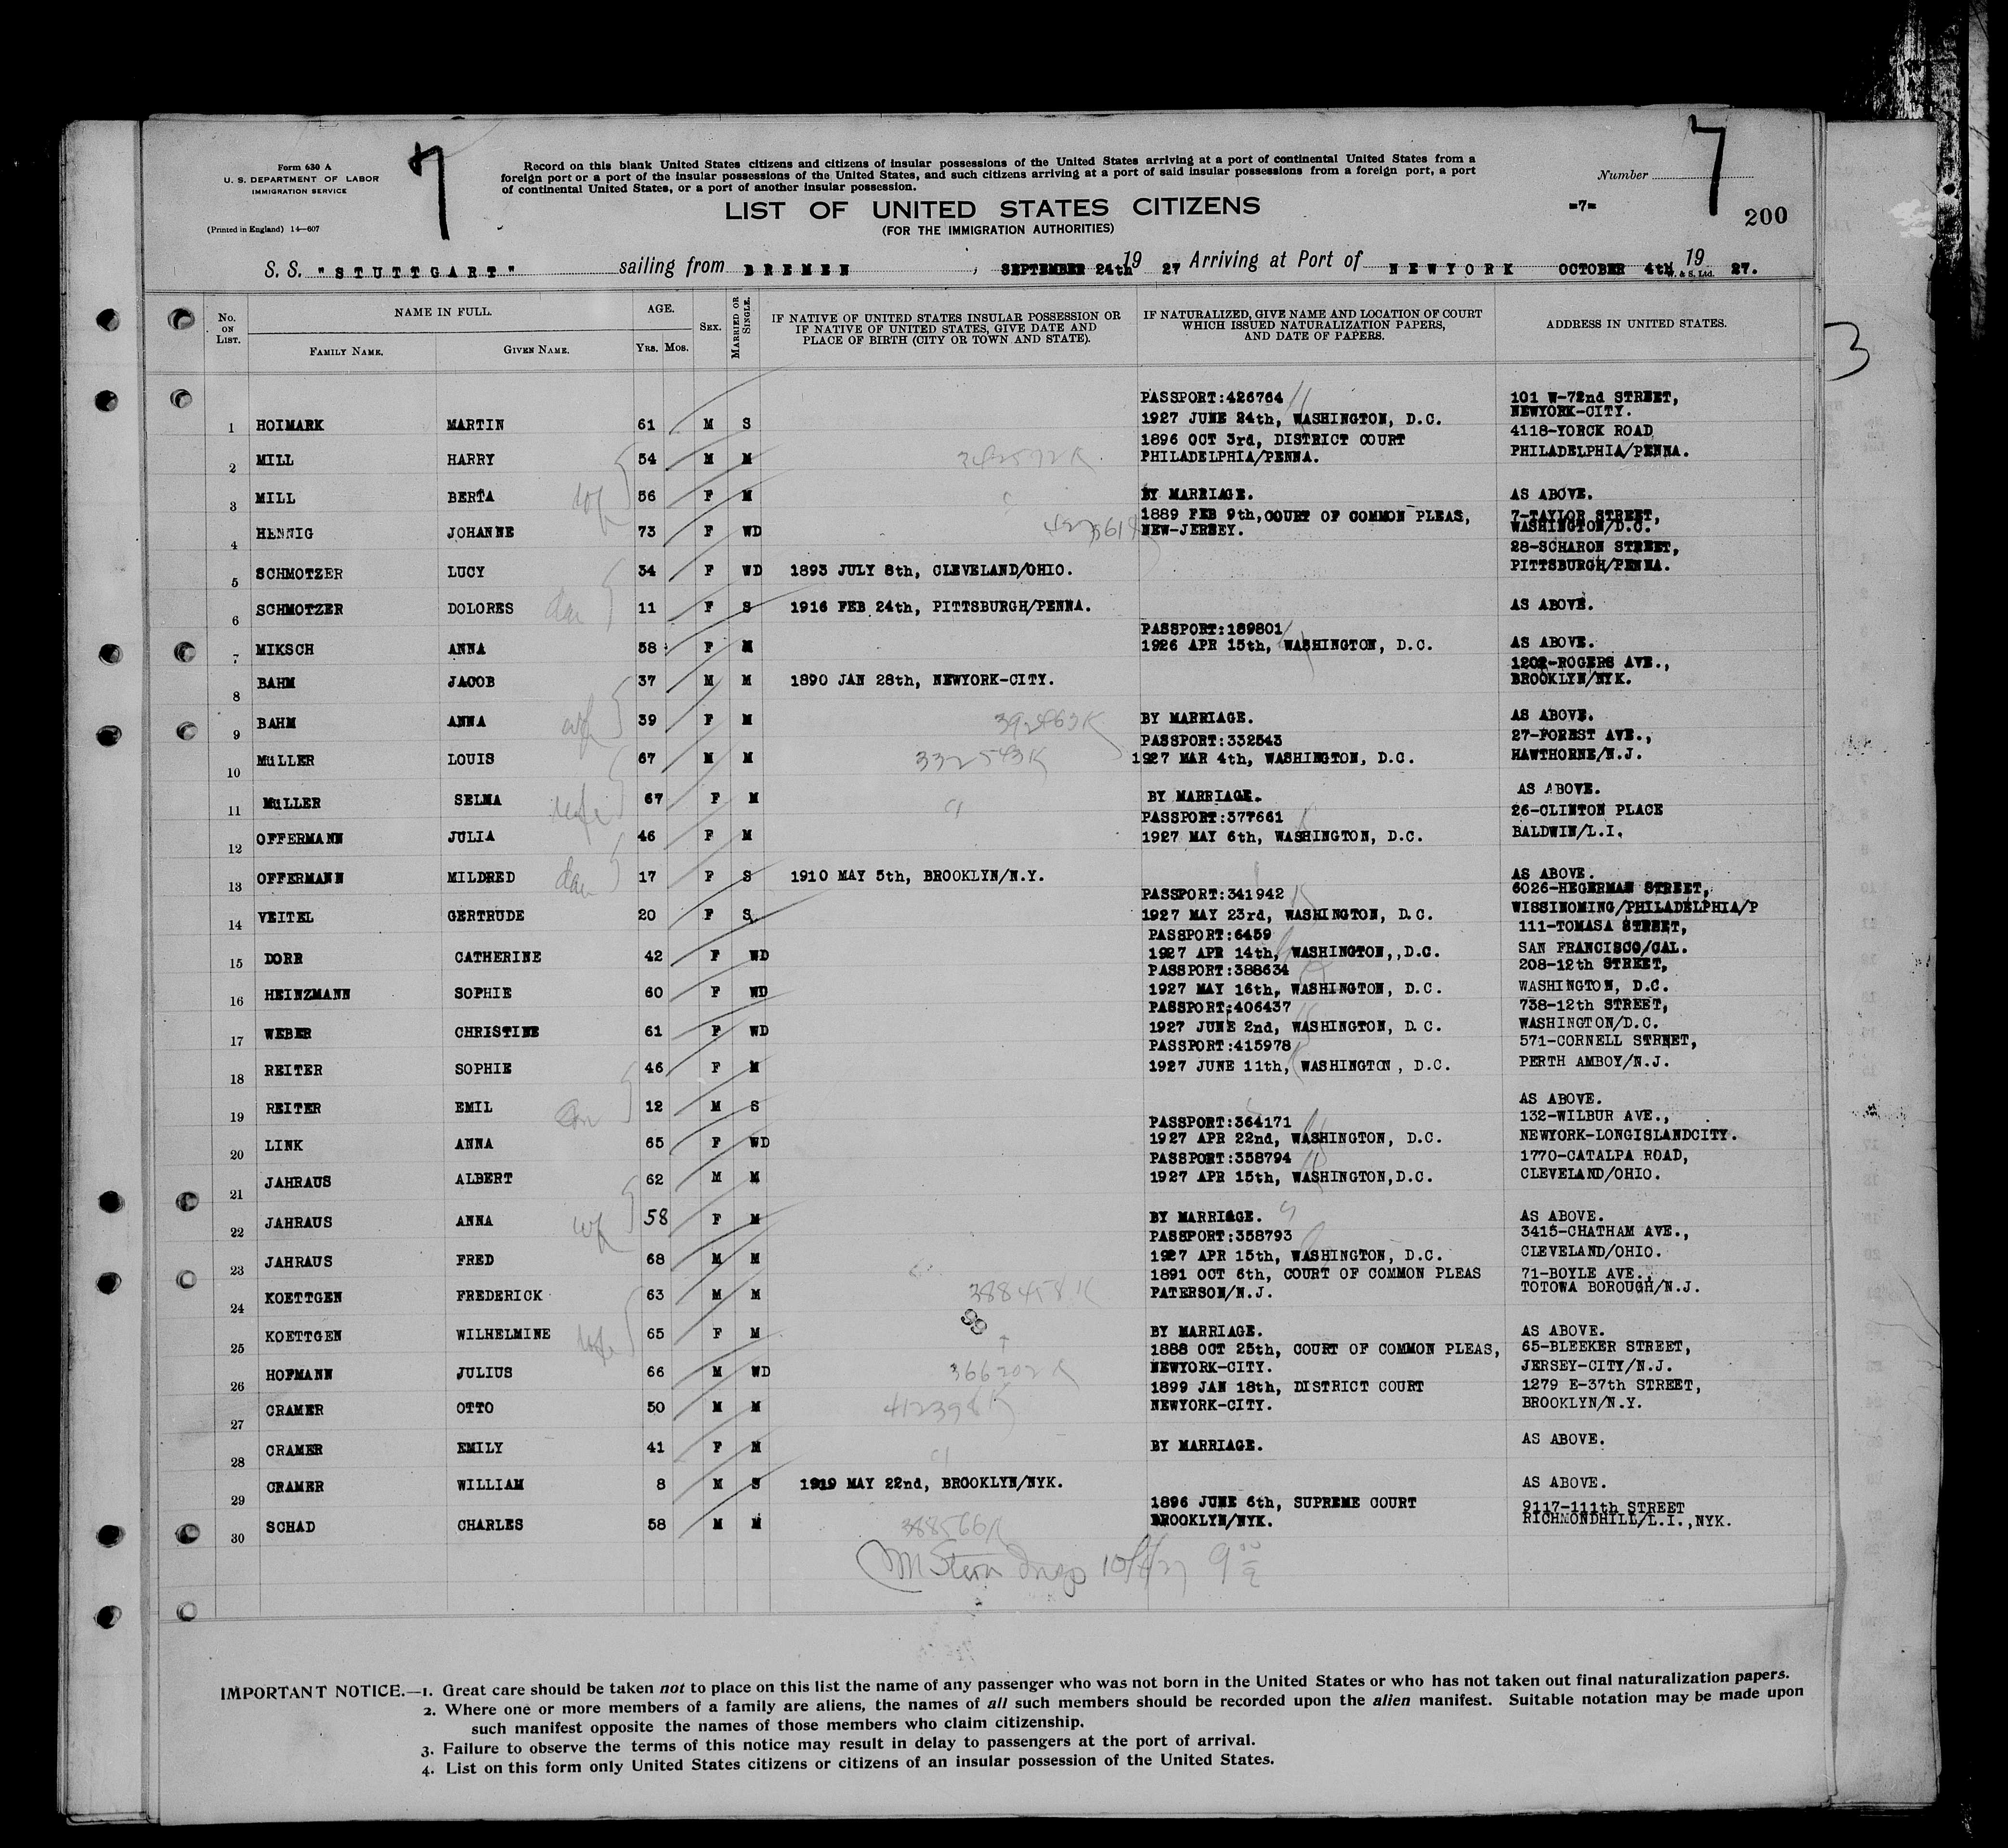 Form 630 A
U. S. DEPARTMENT OF LABOR
IMMIGRATION SERVICE
(Printed in England) 14—607
7
Record on this blank United States citizens and citizens of insular possessions of the United States arriving at a port of continental United States from a
foreign port or a port of the insular possessions of the United States, and such citizens arriving at a port of said insular possessions from a foreign port, a port
of continental United States, or a port of another insular possession.
LIST OF UNITED STATES CITIZENS
(FOR THE IMMIGRATION AUTHORITIES)
Number 7
-7-
200
S. S. "STUTTGART" sailing from BREMEN, SEPTEMBER 24th 19 27 Arriving at Port of NEWYORK OCTOBER 4th 19 27.
W. & S. Ltd.
3
No. ON LIST. NAME IN FULL. AGE. SEX. MARRIED OR SINGLE. IF NATIVE OF UNITED STATES INSULAR POSSESSION OR IF NATIVE OF UNITED STATES, GIVE DATE AND PLACE OF BIRTH (CITY OR TOWN AND STATE). IF NATURALIZED, GIVE NAME AND LOCATION OF COURT WHICH ISSUED NATURALIZATION PAPERS, AND DATE OF PAPERS. ADDRESS IN UNITED STATES.
FAMILY NAME. GIVEN NAME. YRS. MOS.
PASSPORT:426764 101 W-72nd STREET,
1 HOIMARK MARTIN 61 M S 1927 JUNE 24th, WASHINGTON, D.C. NEWYORK-CITY.
1896 OCT 3rd, DISTRICT COURT 4118-YORCK ROAD
2 MILL HARRY 54 M M PHILADELPHIA/PENNA. PHILADELPHIA/PENNA.
3 MILL BERTA wf 56 F M BY MARRIAGE. AS ABOVE.
1889 FEB 9th, COURT OF COMMON PLEAS, 7-TAYLOR STREET,
4 HENNIG JOHANNE 73 F WD NEW-JERSEY. WASHINGTON/D.C.
28-SCHARON STREET,
5 SCHMOTZER LUCY 34 F WD 1893 JULY 8th, CLEVELAND/OHIO. PITTSBURGH/PENNA.
6 SCHMOTZER DOLORES dau 11 F S 1916 FEB 24th, PITTSBURGH/PENNA. AS ABOVE.
PASSPORT:189801
7 MIKSCH ANNA 58 F M 1926 APR 15th, WASHINGTON, D.C. AS ABOVE.
1202-ROGERS AVE.,
8 BAHM JACOB 37 M M 1890 JAN 28th, NEWYORK-CITY. BROOKLYN/NYK.
9 BAHM ANNA wf 39 F M BY MARRIAGE. AS ABOVE.
PASSPORT:332543 27-FOREST AVE.,
10 MüLLER LOUIS 67 M M 332543K 1927 MAR 4th, WASHINGTON, D.C. HAWTHORNE/N.J.
11 MüLLER SELMA wife 67 F M BY MARRIAGE. AS ABOVE.
PASSPORT:377661 26-CLINTON PLACE
12 OFFERMANN JULIA 46 F M 1927 MAY 6th, WASHINGTON, D.C. BALDWIN/L.I.
13 OFFERMANN MILDRED dau 17 F S 1910 MAY 5th, BROOKLYN/N.Y. AS ABOVE.
PASSPORT:341942 6026-HEGERMAN STREET,
14 VEITEL GERTRUDE 20 F S 1927 MAY 23rd, WASHINGTON, D.C. WISSINOMING/PHILADELPHIA/P
PASSPORT:6459 111-TOMASA STREET,
15 DORR CATHERINE 42 F WD 1927 APR 14th, WASHINGTON,,D.C. SAN FRANCISCO/CAL.
PASSPORT:388634 208-12th STREET,
16 HEINZMANN SOPHIE 60 F WD 1927 MAY 16th, WASHINGTON, D.C. WASHINGTON, D.C.
PASSPORT:406437 738-12th STREET,
17 WEBER CHRISTINE 61 F WD 1927 JUNE 2nd, WASHINGTON, D.C. WASHINGTON/D.C.
PASSPORT:415978 571-CORNELL STREET,
18 REITER SOPHIE 46 F M 1927 JUNE 11th, WASHINGTON, D.C. PERTH AMBOY/N.J.
19 REITER EMIL son 12 M S AS ABOVE.
PASSPORT:364171 132-WILBUR AVE.,
20 LINK ANNA 65 F WD 1927 APR 22nd, WASHINGTON, D.C. NEWYORK-LONGISLANDCITY.
PASSPORT:358794 1770-CATALPA ROAD,
21 JAHRAUS ALBERT 62 M M 1927 APR 15th, WASHINGTON,D.C. CLEVELAND/OHIO.
22 JAHRAUS ANNA wf 58 F M BY MARRIAGE. AS ABOVE.
PASSPORT:358793 3415-CHATHAM AVE.,
23 JAHRAUS FRED 68 M M 1927 APR 15th, WASHINGTON, D.C. CLEVELAND/OHIO.
1891 OCT 6th, COURT OF COMMON PLEAS 71-BOYLE AVE.,
24 KOETTGEN FREDERICK 63 M M 388458K PATERSON/N.J. TOTOWA BOROUGH/N.J.
25 KOETTGEN WILHELMINE wife 65 F M BY MARRIAGE. AS ABOVE.
1888 OCT 25th, COURT OF COMMON PLEAS, 65-BLEEKER STREET,
26 HOFMANN JULIUS 66 M WD 366202K NEWYORK-CITY. JERSEY-CITY/N.J.
1899 JAN 18th, DISTRICT COURT 1279 E-37th STREET,
27 CRAMER OTTO 50 M M NEWYORK-CITY. BROOKLYN/N.Y.
28 CRAMER EMILY 41 F M BY MARRIAGE. AS ABOVE.
29 CRAMER WILLIAM 8 M S 1919 MAY 22nd, BROOKLYN/NYK. AS ABOVE.
1896 JUNE 6th, SUPREME COURT 9117-111th STREET
30 SCHAD CHARLES 58 M M 388566K BROOKLYN/NYK. RICHMONDHILL/L.I.,NYK.
M Stern Insp 10/4/27
IMPORTANT NOTICE.—1. Great care should be taken not to place on this list the name of any passenger who was not born in the United States or who has not taken out final naturalization papers.
2. Where one or more members of a family are aliens, the names of all such members should be recorded upon the alien manifest. Suitable notation may be made upon
such manifest opposite the names of those members who claim citizenship.
3. Failure to observe the terms of this notice may result in delay to passengers at the port of arrival.
4. List on this form only United States citizens or citizens of an insular possession of the United States.